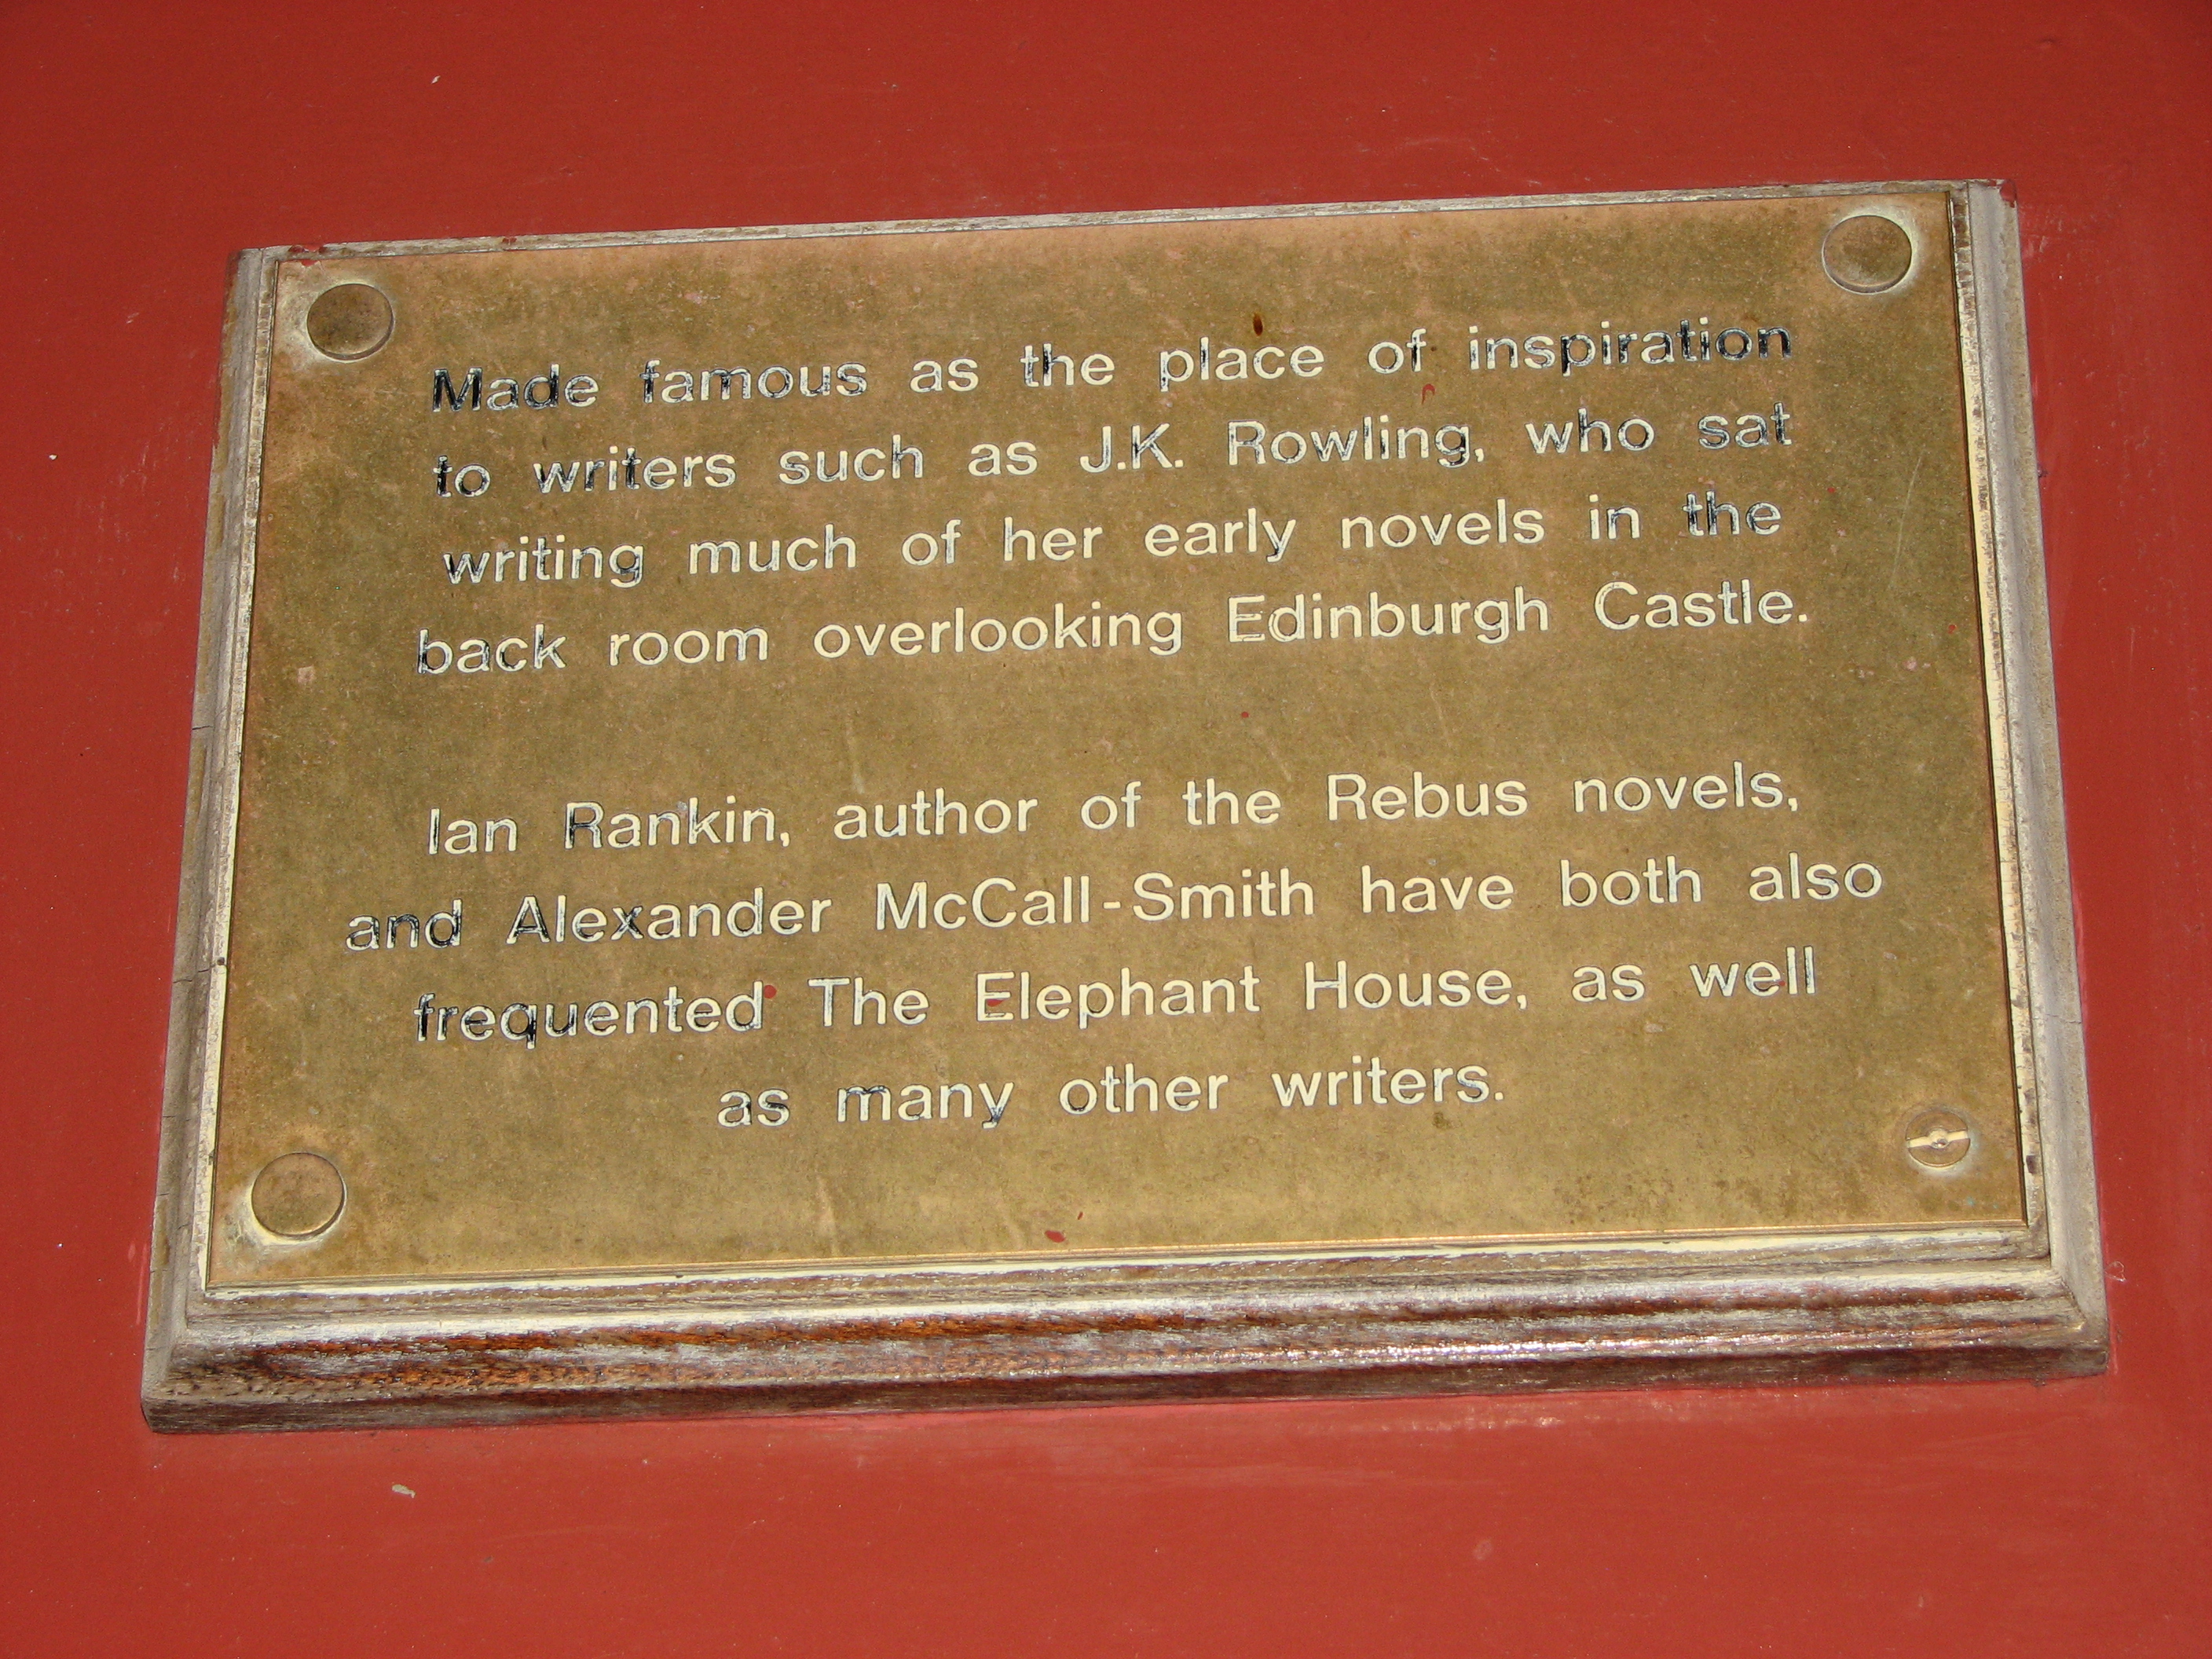 Made famous as the place of inspiration
to writers such as J.K. Rowling, who sat
writing much of her early novels in the
back room overlooking Edinburgh Castle.
Ian Rankin, author of the Rebus novels,
and Alexander McCall-Smith have both also
frequented The Elephant House, as well
as many other writers.